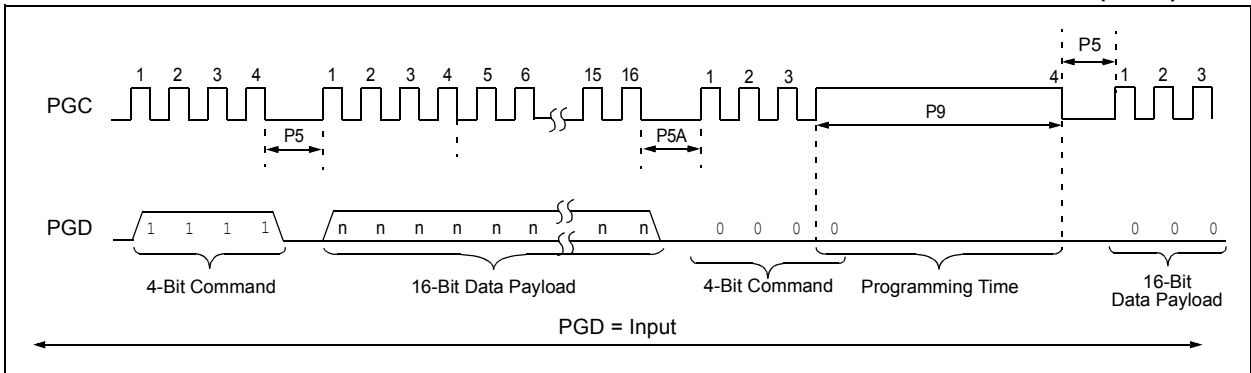 P5
1 2 3 4 1 2 3 4 5 6 15 16 1 2 3 4 1 2 3
PGC
P5 P5A P9
PGD 1 1 1 1 n n n n n n n n 0 0 0 0 0 0 0
4-Bit Command 16-Bit Data Payload 4-Bit Command Programming Time 16-Bit
Data Payload
PGD = Input